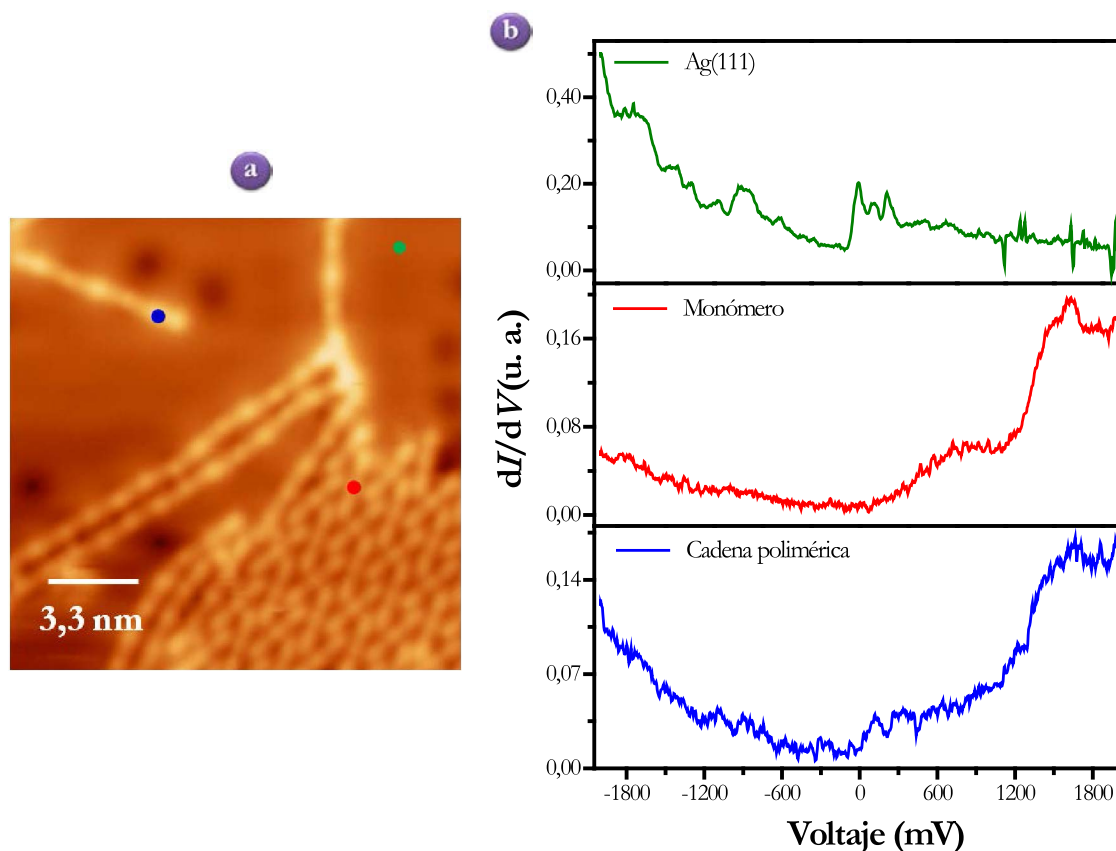 b
a
3,3 nm
Ag(111)
0,40
0,20
0,00
Monómero
0,16
0,08
0,00
Cadena polimérica
0,14
0,07
0,00
dI/dV(u. a.)
-1800 -1200 -600 0 600 1200 1800
Voltaje (mV)